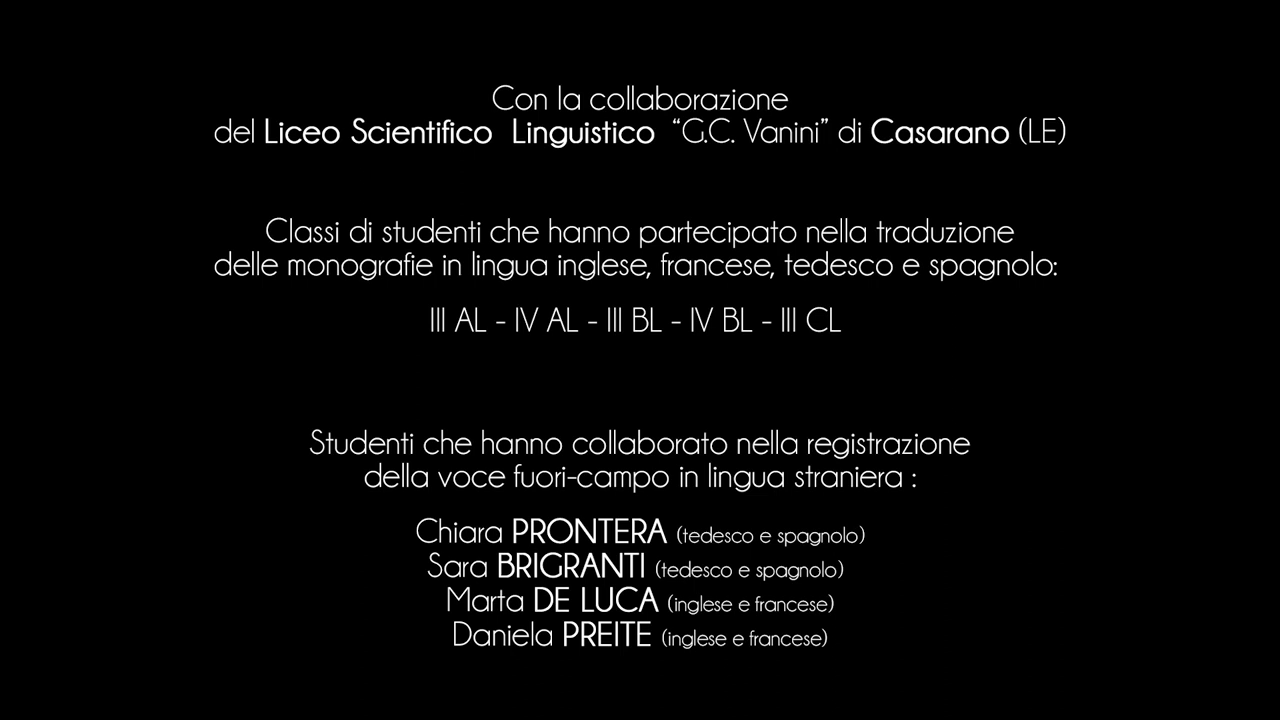 Con la collaborazione
del Liceo Scientifico Linguistico “G.C. Vanini” di Casarano (LE)
Classi di studenti che hanno partecipato nella traduzione
delle monografie in lingua inglese, francese, tedesco e spagnolo:
III AL - IV AL - III BL - IV BL - III CL
Studenti che hanno collaborato nella registrazione
della voce fuori-campo in lingua straniera :
Chiara PRONTERA (tedesco e spagnolo)
Sara BRIGRANTI (tedesco e spagnolo)
Marta DE LUCA (inglese e francese)
Daniela PREITE (inglese e francese)